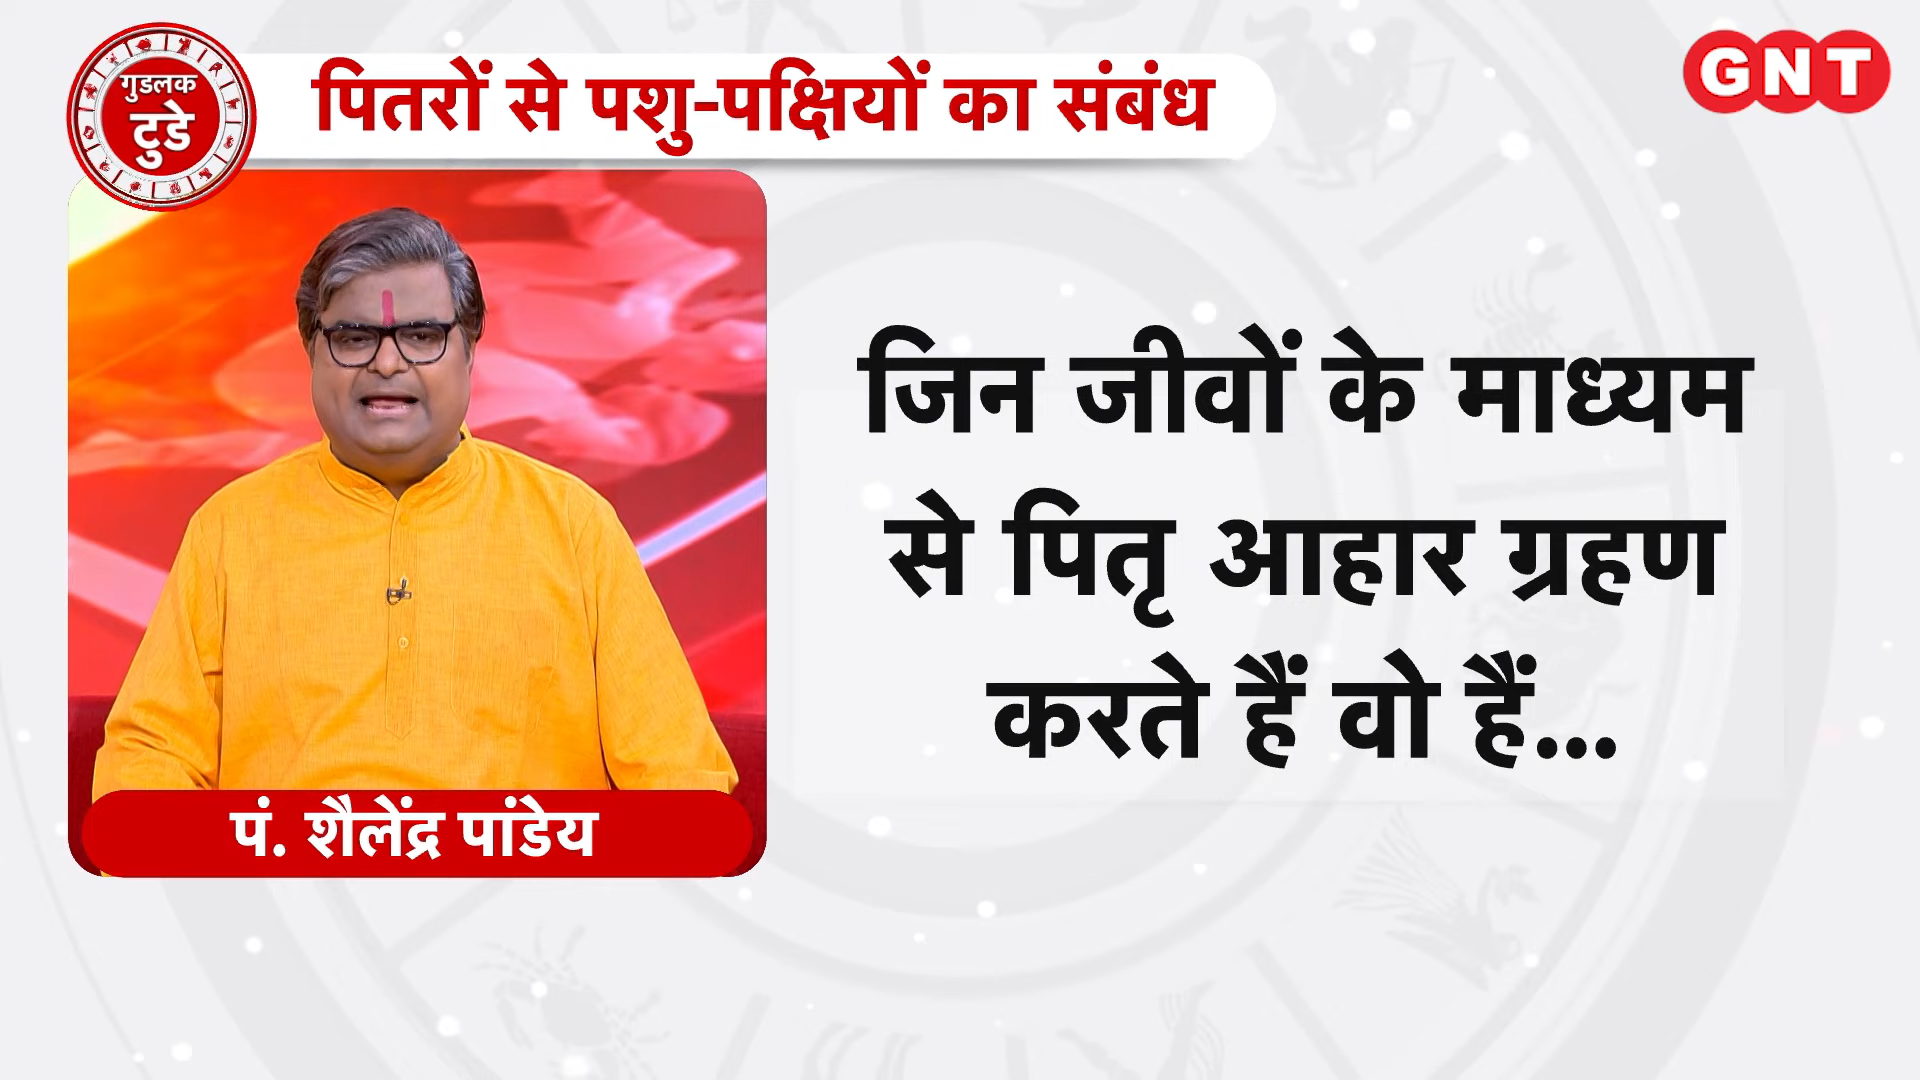 गुडलक
टुडे
पितरों से पशु-पक्षियों का संबंध
GNT
जिन जीवों के माध्यम
से पितृ आहार ग्रहण
करते हैं वो हैं...
पं. शैलेंद्र पांडेय